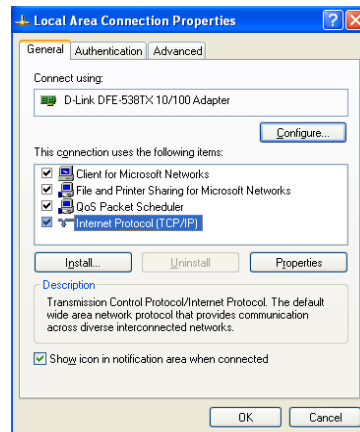 Local Area Connection Properties
General Authentication Advanced
Connect using:
D-Link DFE-538TX 10/100 Adapter
Configure...
This connection uses the following items:
Client for Microsoft Networks
File and Printer Sharing for Microsoft Networks
QoS Packet Scheduler
Internet Protocol (TCP/IP)
Install... Uninstall Properties
Description
Transmission Control Protocol/Internet Protocol. The default
wide area network protocol that provides communication
across diverse interconnected networks.
Show icon in notification area when connected
OK Cancel